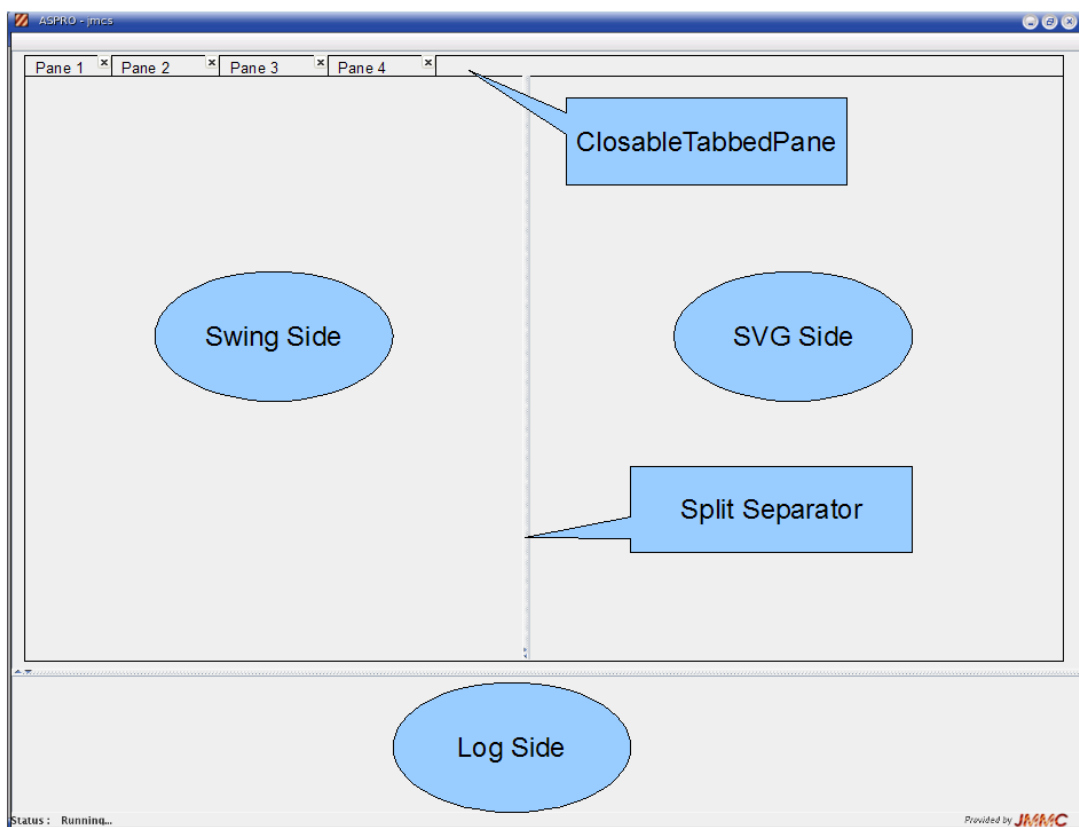 ASPRO - jmcs
Pane 1 Pane 2 Pane 3 Pane 4
ClosableTabbedPane
Swing Side
SVG Side
Split Separator
Log Side
Status : Running...
Provided by JMMC